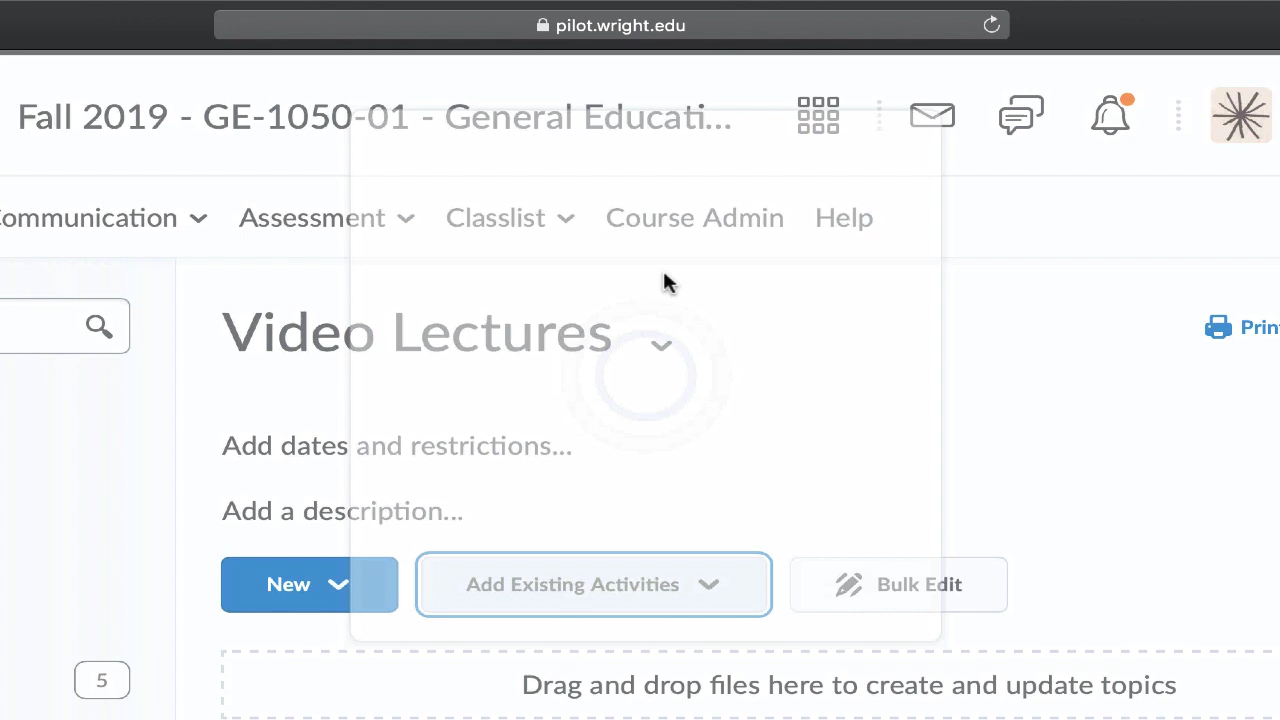 pilot.wright.edu
Fall 2019 - GE-1050-01 - General Educati...
ommunication Assessment Classlist Course Admin Help
Video Lectures
Prin
Add dates and restrictions...
Add a description...
New Add Existing Activities Bulk Edit
5
Drag and drop files here to create and update topics